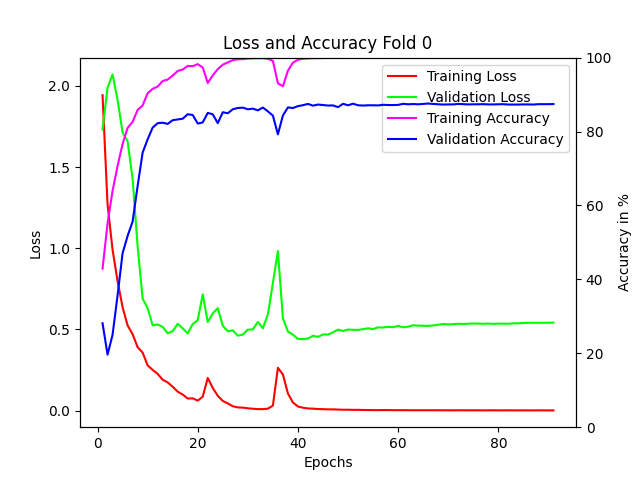 Loss and Accuracy Fold 0
Training Loss
Validation Loss
Training Accuracy
Validation Accuracy
Loss
2.0
1.5
1.0
0.5
0.0
100
80
60
40
20
0
Accuracy in %
0 20 40 60 80
Epochs